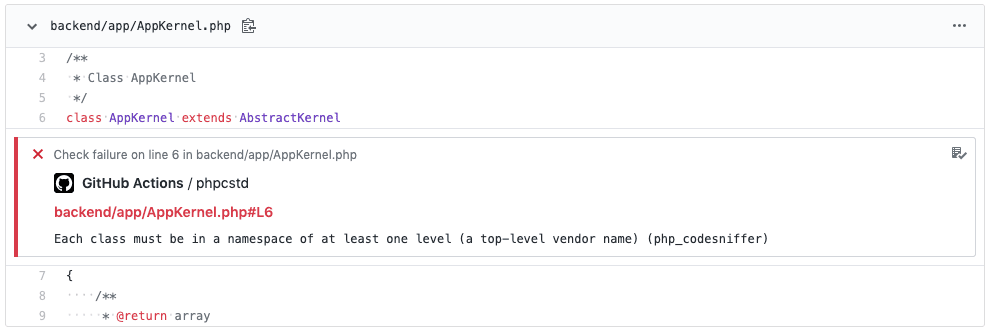 backend/app/AppKernel.php
3 /**
4 * Class AppKernel
5 */
6 class AppKernel extends AbstractKernel
Check failure on line 6 in backend/app/AppKernel.php
GitHub Actions / phpcstd
backend/app/AppKernel.php#L6
Each class must be in a namespace of at least one level (a top-level vendor name) (php_codesniffer)
7 {
8 ····/**
9 ····· * @return array